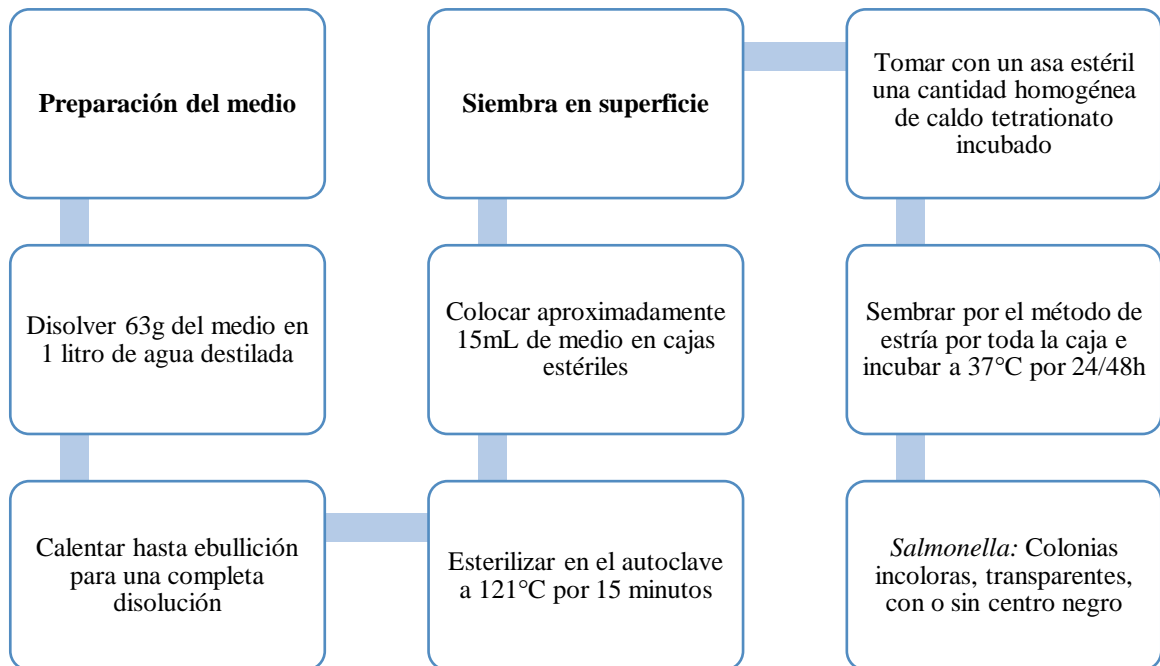 Preparación del medio
Disolver 63g del medio en
1 litro de agua destilada
Calentar hasta ebullición
para una completa
disolución
Esterilizar en el autoclave
a 121°C por 15 minutos
Colocar aproximadamente
15mL de medio en cajas
estériles
Siembra en superficie
Tomar con un asa estéril
una cantidad homogénea
de caldo tetrationato
incubado
Sembrar por el método de
estría por toda la caja e
incubar a 37°C por 24/48h
Salmonella: Colonias
incoloras, transparentes,
con o sin centro negro